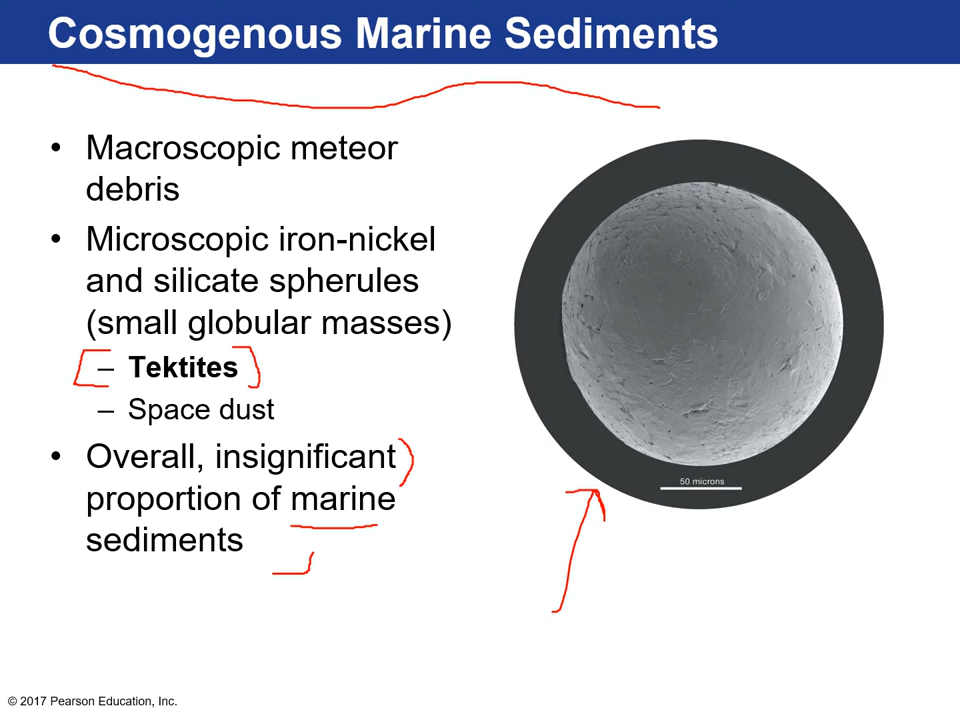 Cosmogenous Marine Sediments
• Macroscopic meteor
debris
• Microscopic iron-nickel
and silicate spherules
(small globular masses)
– Tektites
– Space dust
• Overall, insignificant
proportion of marine
sediments
50 microns
© 2017 Pearson Education, Inc.